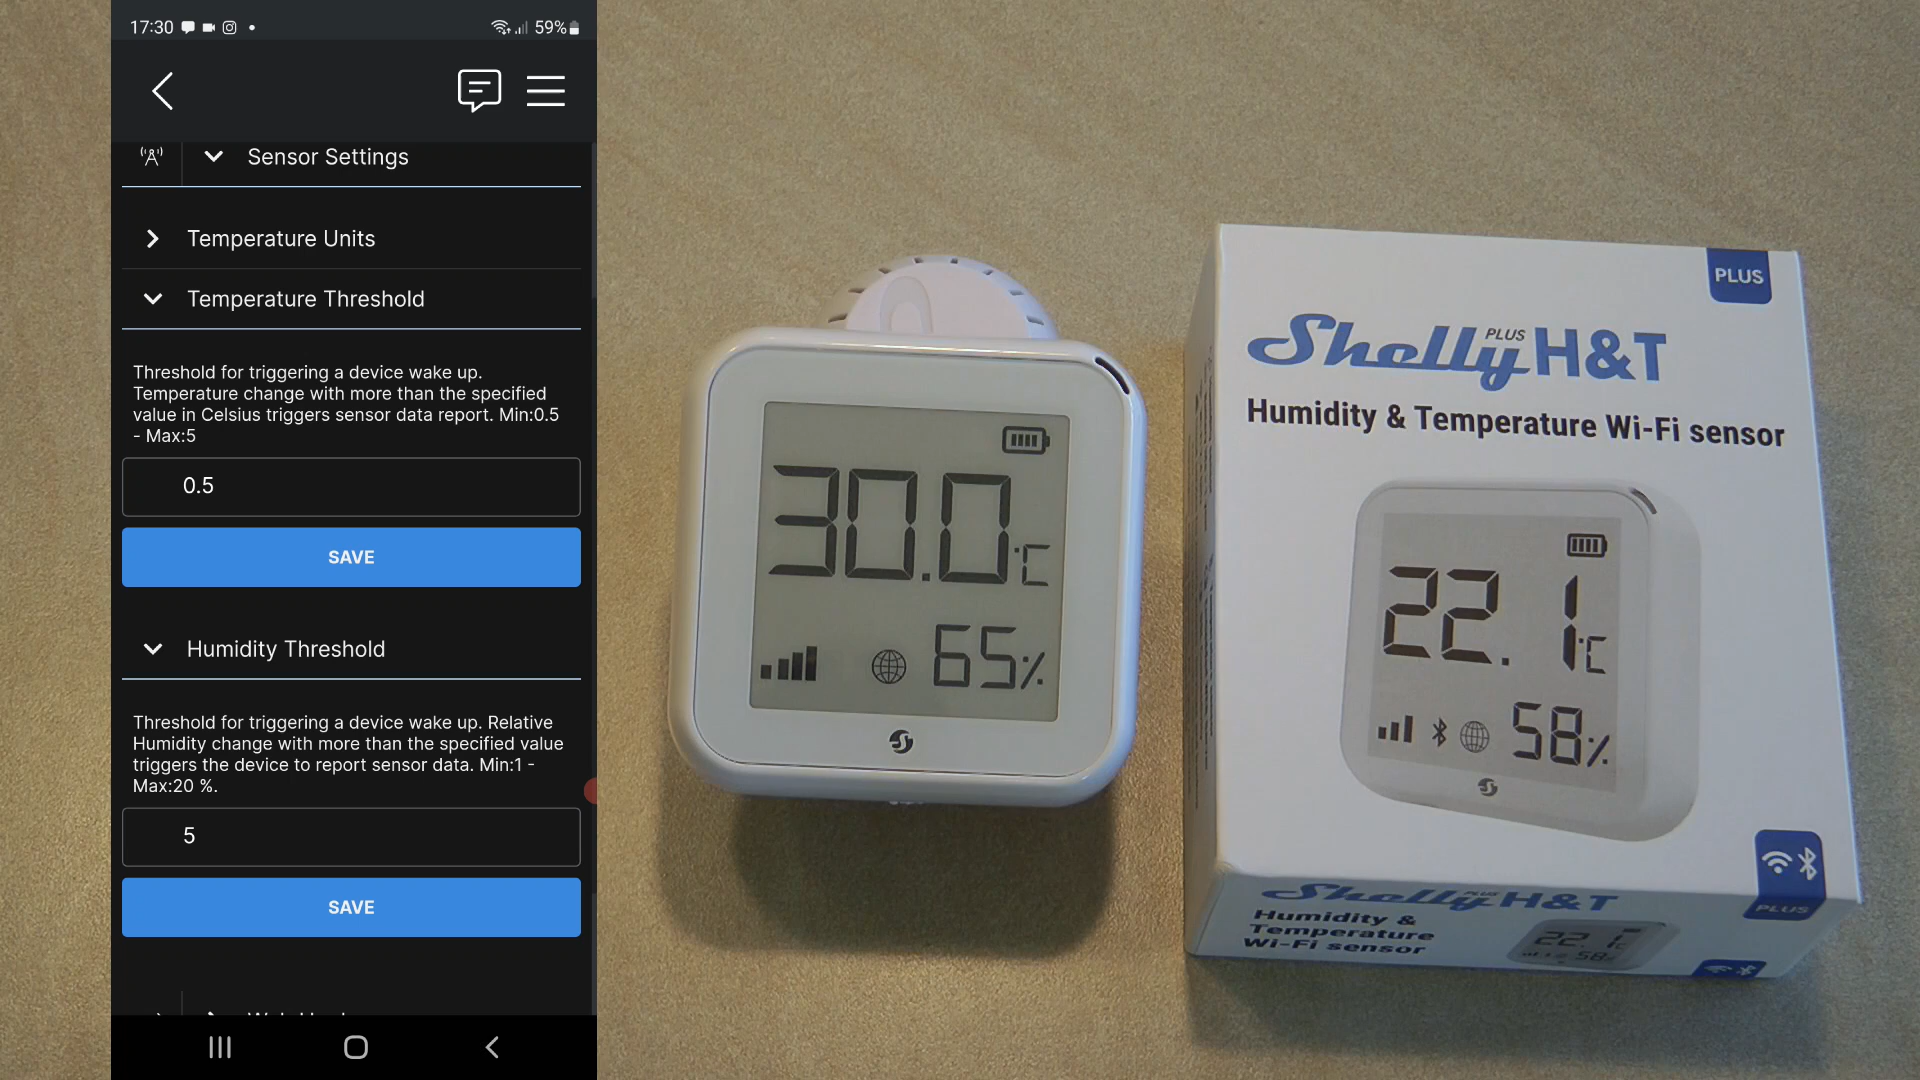 17:30
59%
Sensor Settings
Temperature Units
Temperature Threshold
Threshold for triggering a device wake up.
Temperature change with more than the specified
value in Celsius triggers sensor data report. Min:0.5
- Max:5
0.5
SAVE
Humidity Threshold
Threshold for triggering a device wake up. Relative
Humidity change with more than the specified value
triggers the device to report sensor data. Min:1 -
Max:20 %.
5
SAVE
30.0°C
65%
PLUS
Shelly PLUS H&T
Humidity & Temperature Wi-Fi sensor
22.1°C
58%
PLUS
Shelly PLUS H&T
Humidity &
Temperature
Wi-Fi sensor
22.1°C
58%